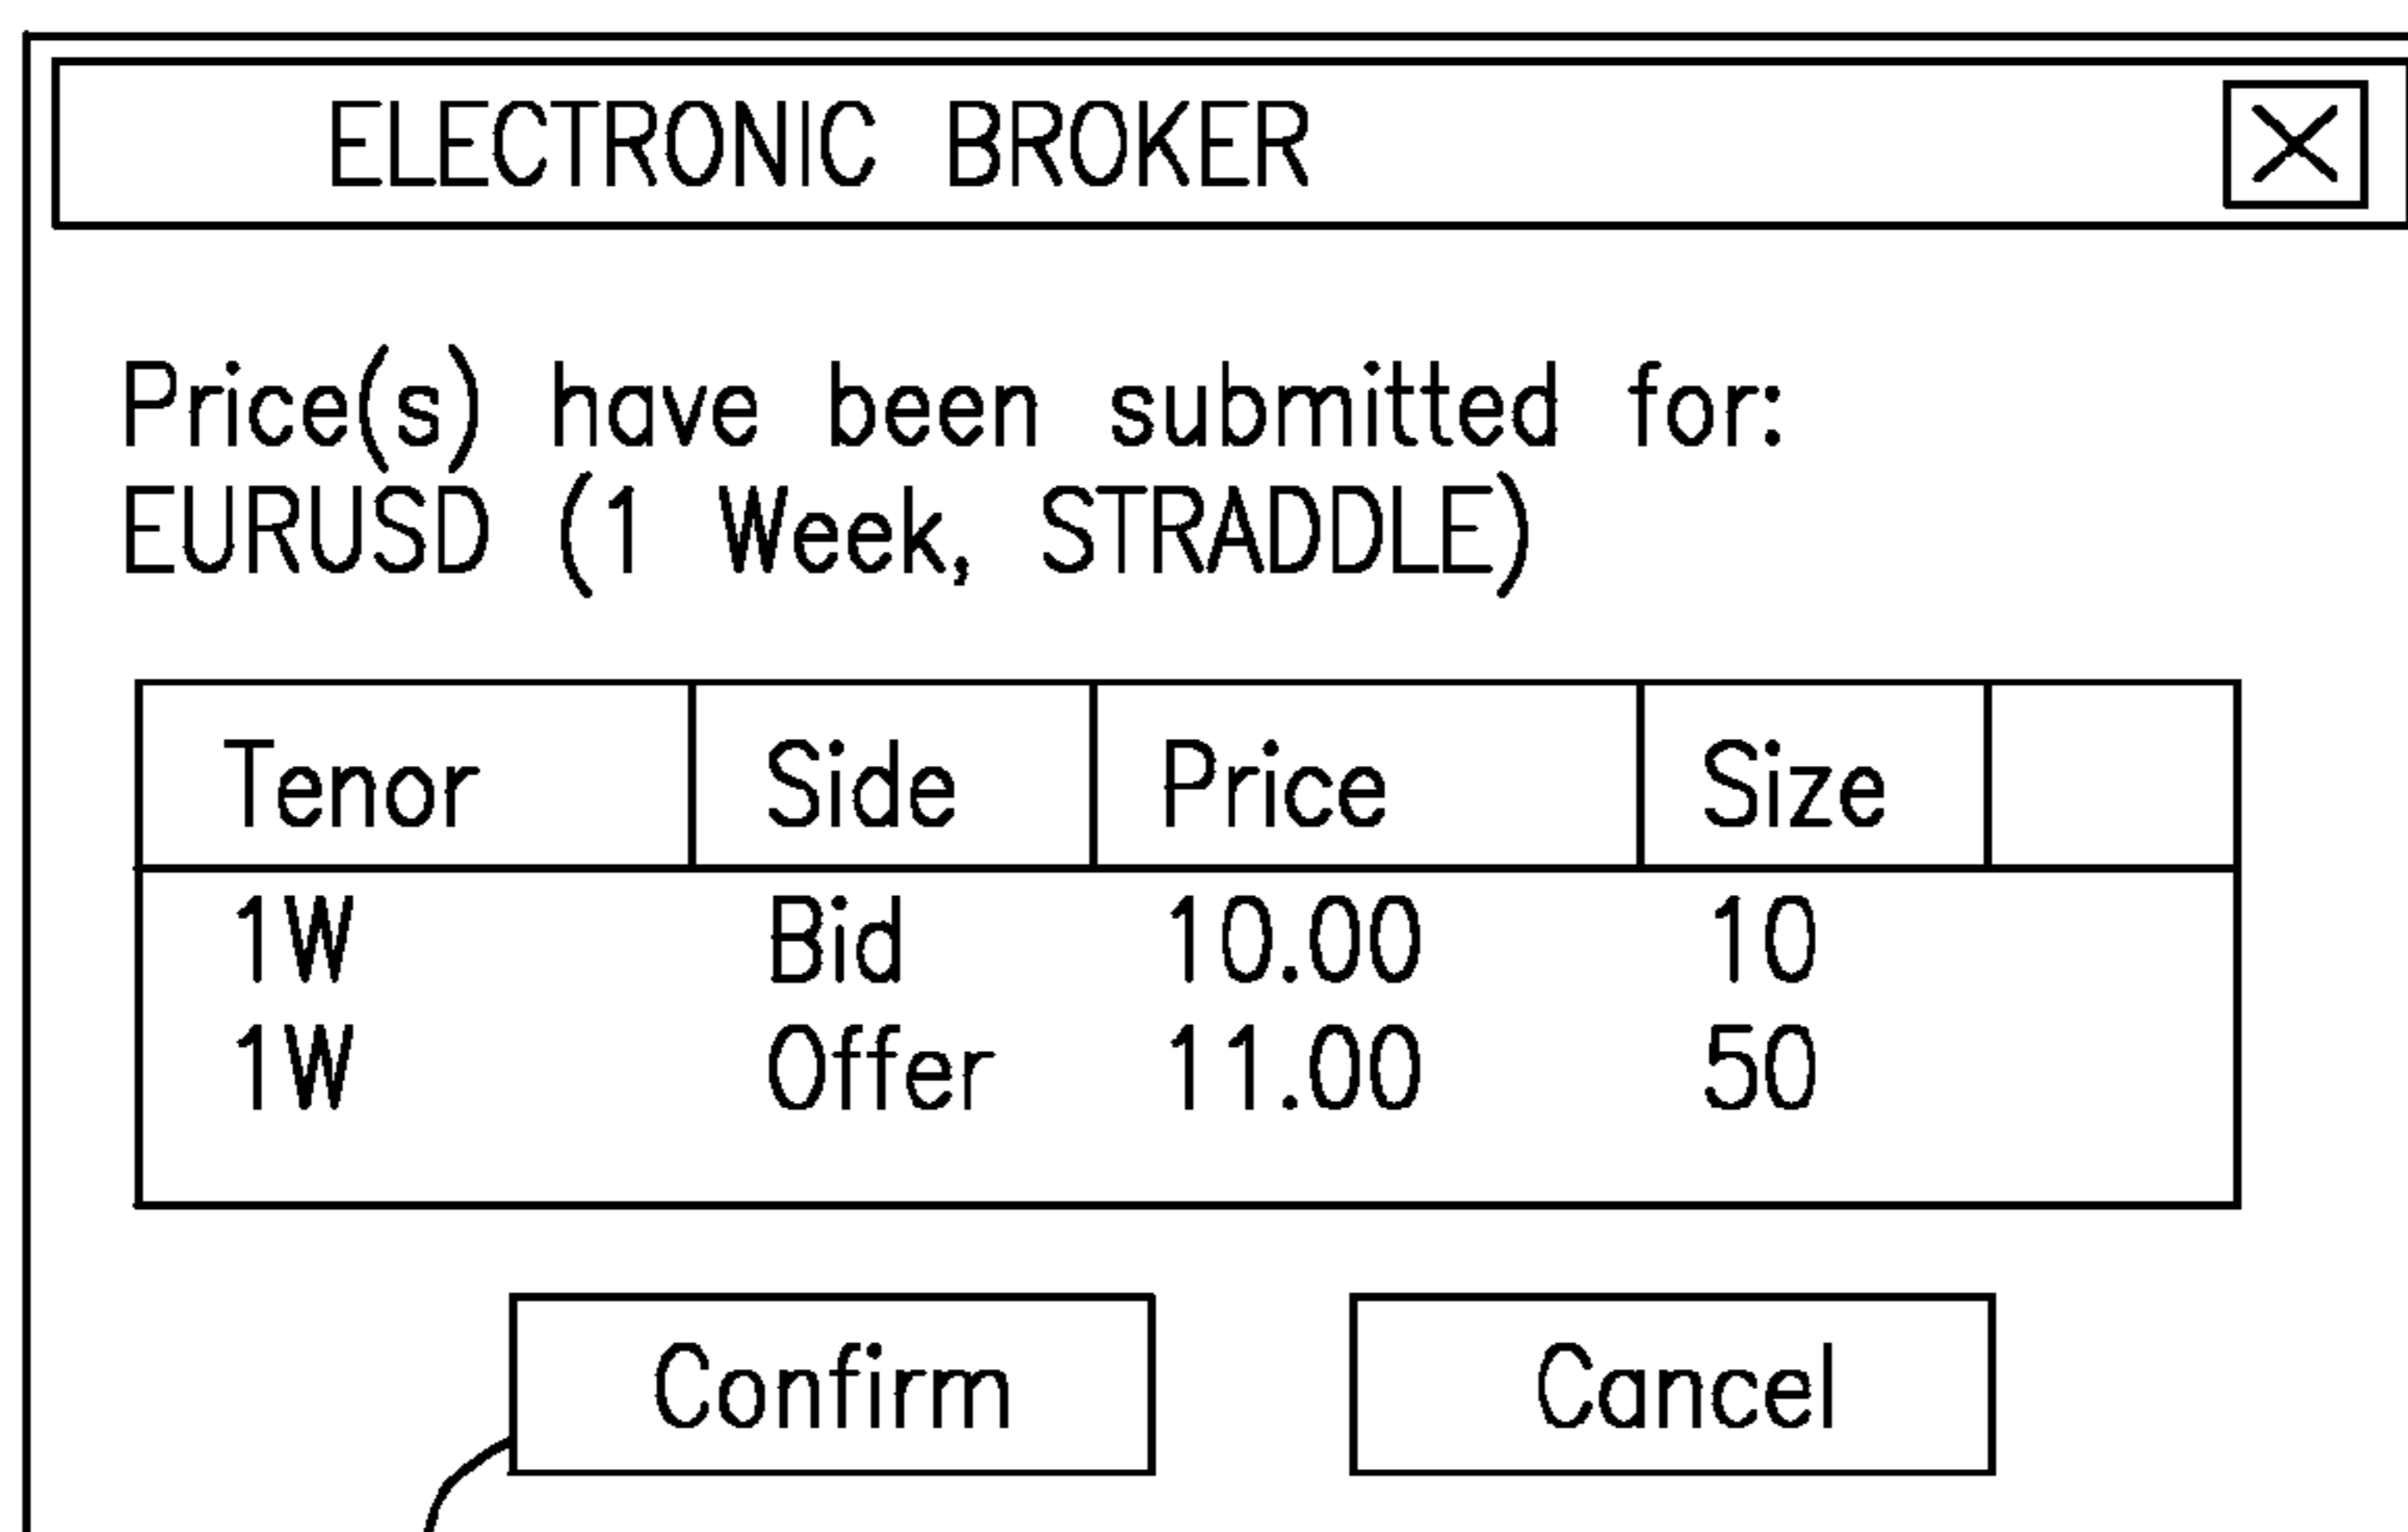 ELECTRONIC BROKER
Price(s) have been submitted for:
EURUSD (1 Week, STRADDLE)
Tenor Side Price Size
1W Bid 10.00 10
1W Offer 11.00 50
Confirm Cancel